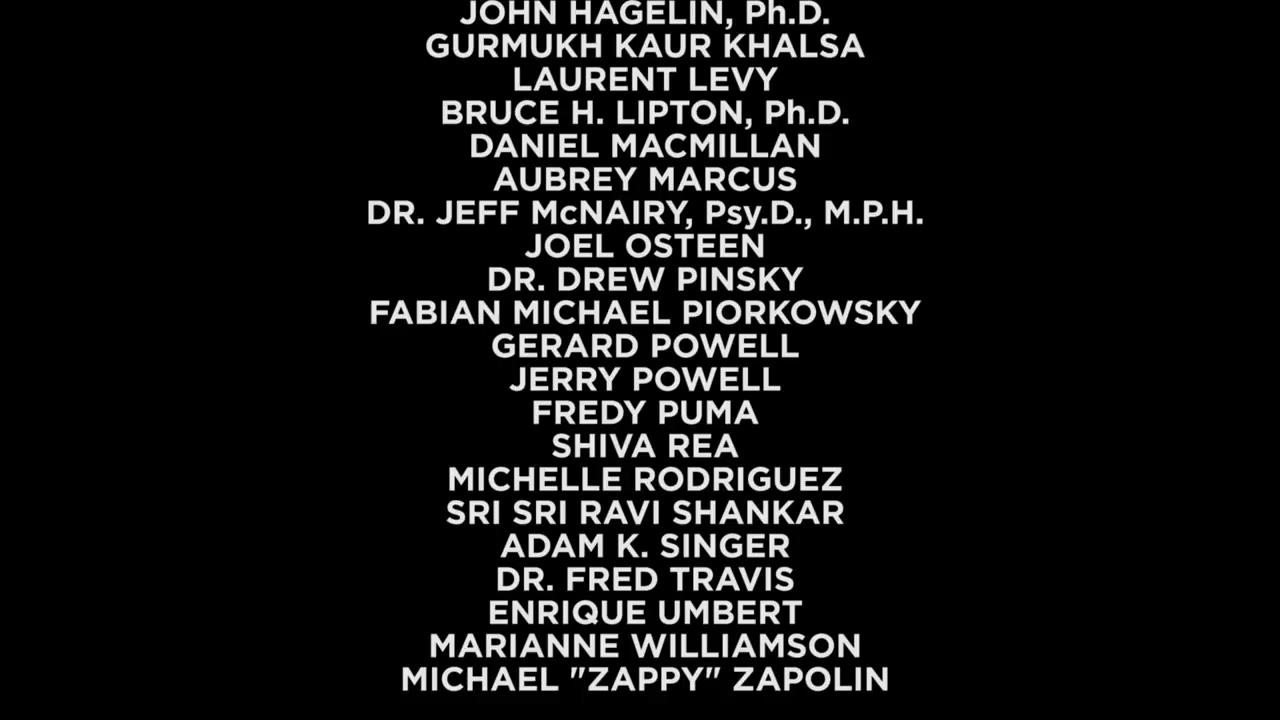 JOHN HAGELIN, Ph.D.
GURMUKH KAUR KHALSA
LAURENT LEVY
BRUCE H. LIPTON, Ph.D.
DANIEL MACMILLAN
AUBREY MARCUS
DR. JEFF McNAIRY, Psy.D., M.P.H.
JOEL OSTEEN
DR. DREW PINSKY
FABIAN MICHAEL PIORKOWSKY
GERARD POWELL
JERRY POWELL
FREDY PUMA
SHIVA REA
MICHELLE RODRIGUEZ
SRI SRI RAVI SHANKAR
ADAM K. SINGER
DR. FRED TRAVIS
ENRIQUE UMBERT
MARIANNE WILLIAMSON
MICHAEL "ZAPPY" ZAPOLIN